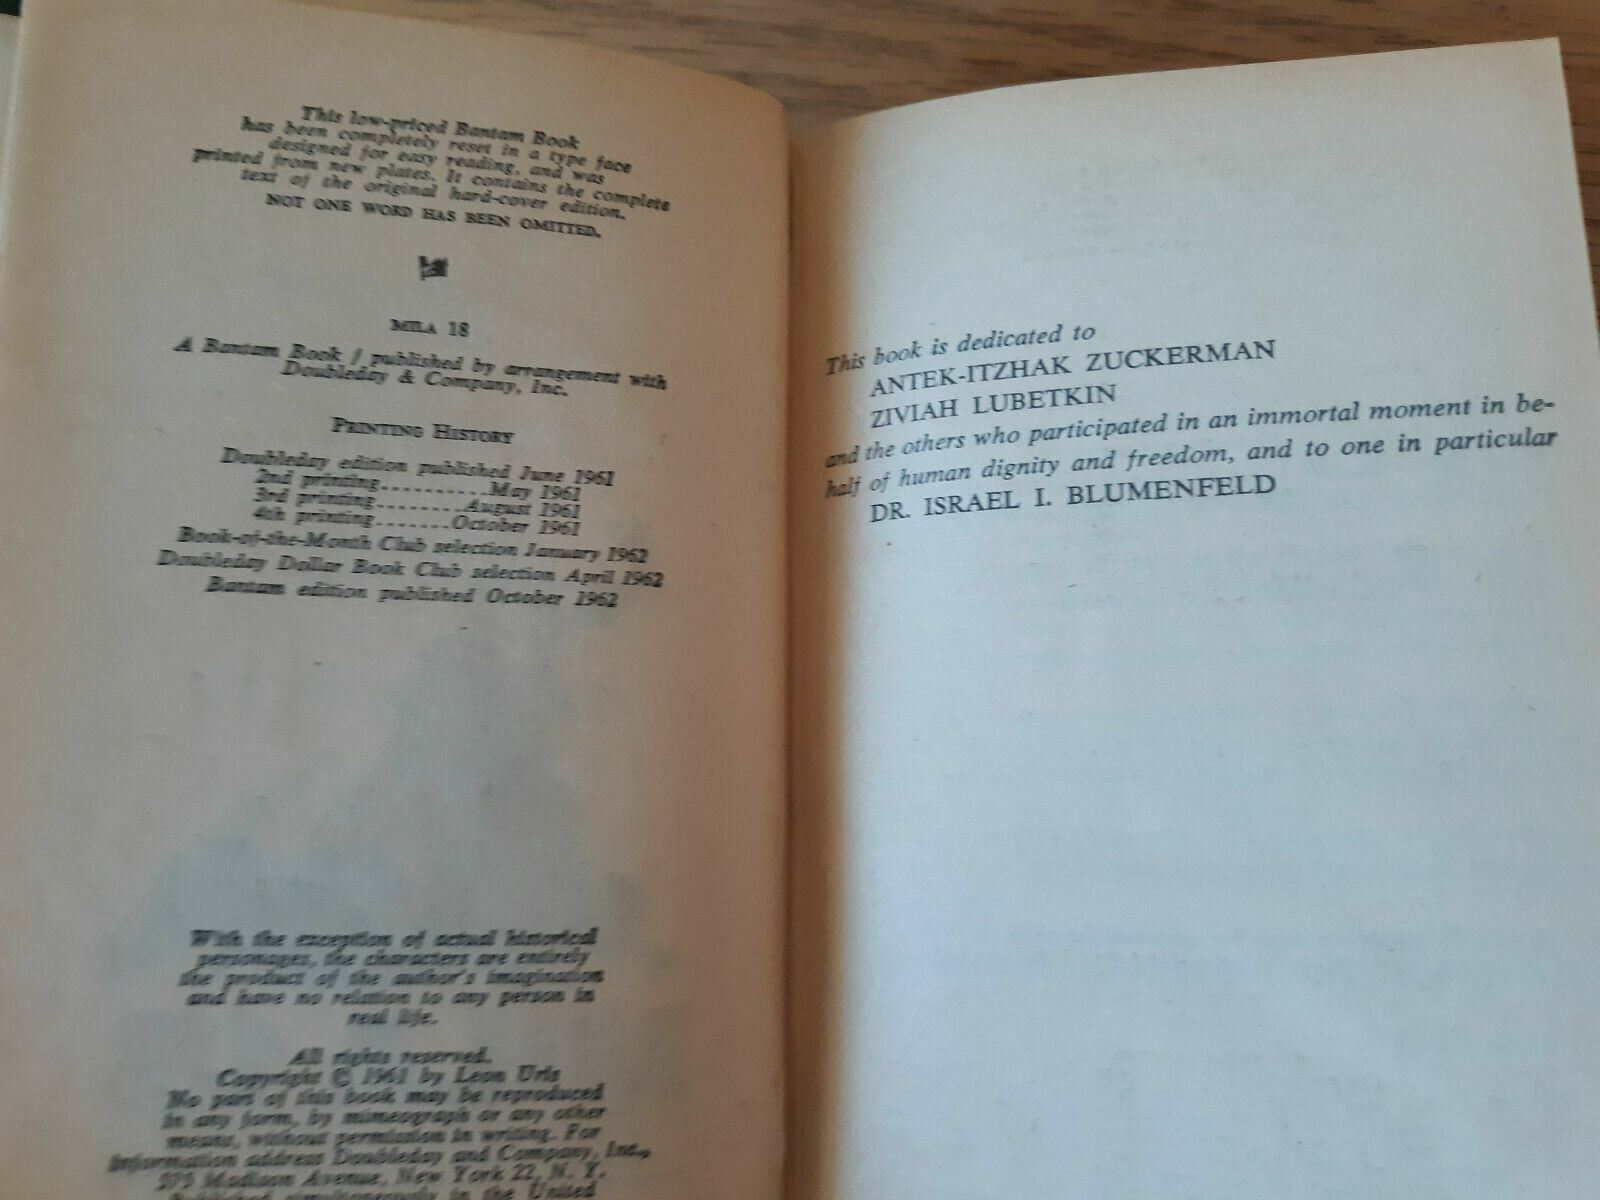 This low-priced Bantam Book
has been completely reset in a type face
designed for easy reading, and was
printed from new plates. It contains the complete
text of the original hard-cover edition.
NOT ONE WORD HAS BEEN OMITTED.
MILA 18
A Bantam Book / published by arrangement with
Doubleday & Company, Inc.
PRINTING HISTORY
Doubleday edition published June 1961
2nd printing..........May 1961
3rd printing.........August 1961
4th printing.......October 1961
Book-of-the-Month Club selection January 1962
Doubleday Dollar Book Club selection April 1962
Bantam edition published October 1962
With the exception of actual historical
personages, the characters are entirely
the product of the author's imagination
and have no relation to any person in
real life.
All rights reserved.
Copyright © 1961 by Leon Uris
No part of this book may be reproduced
in any form, by mimeograph or any other
means, without permission in writing. For
information address Doubleday and Company, Inc.,
575 Madison Avenue, New York 22, N. Y.
Published simultaneously in the United
This book is dedicated to
ANTEK-ITZHAK ZUCKERMAN
ZIVIAH LUBETKIN
and the others who participated in an immortal moment in be-
half of human dignity and freedom, and to one in particular
DR. ISRAEL I. BLUMENFELD